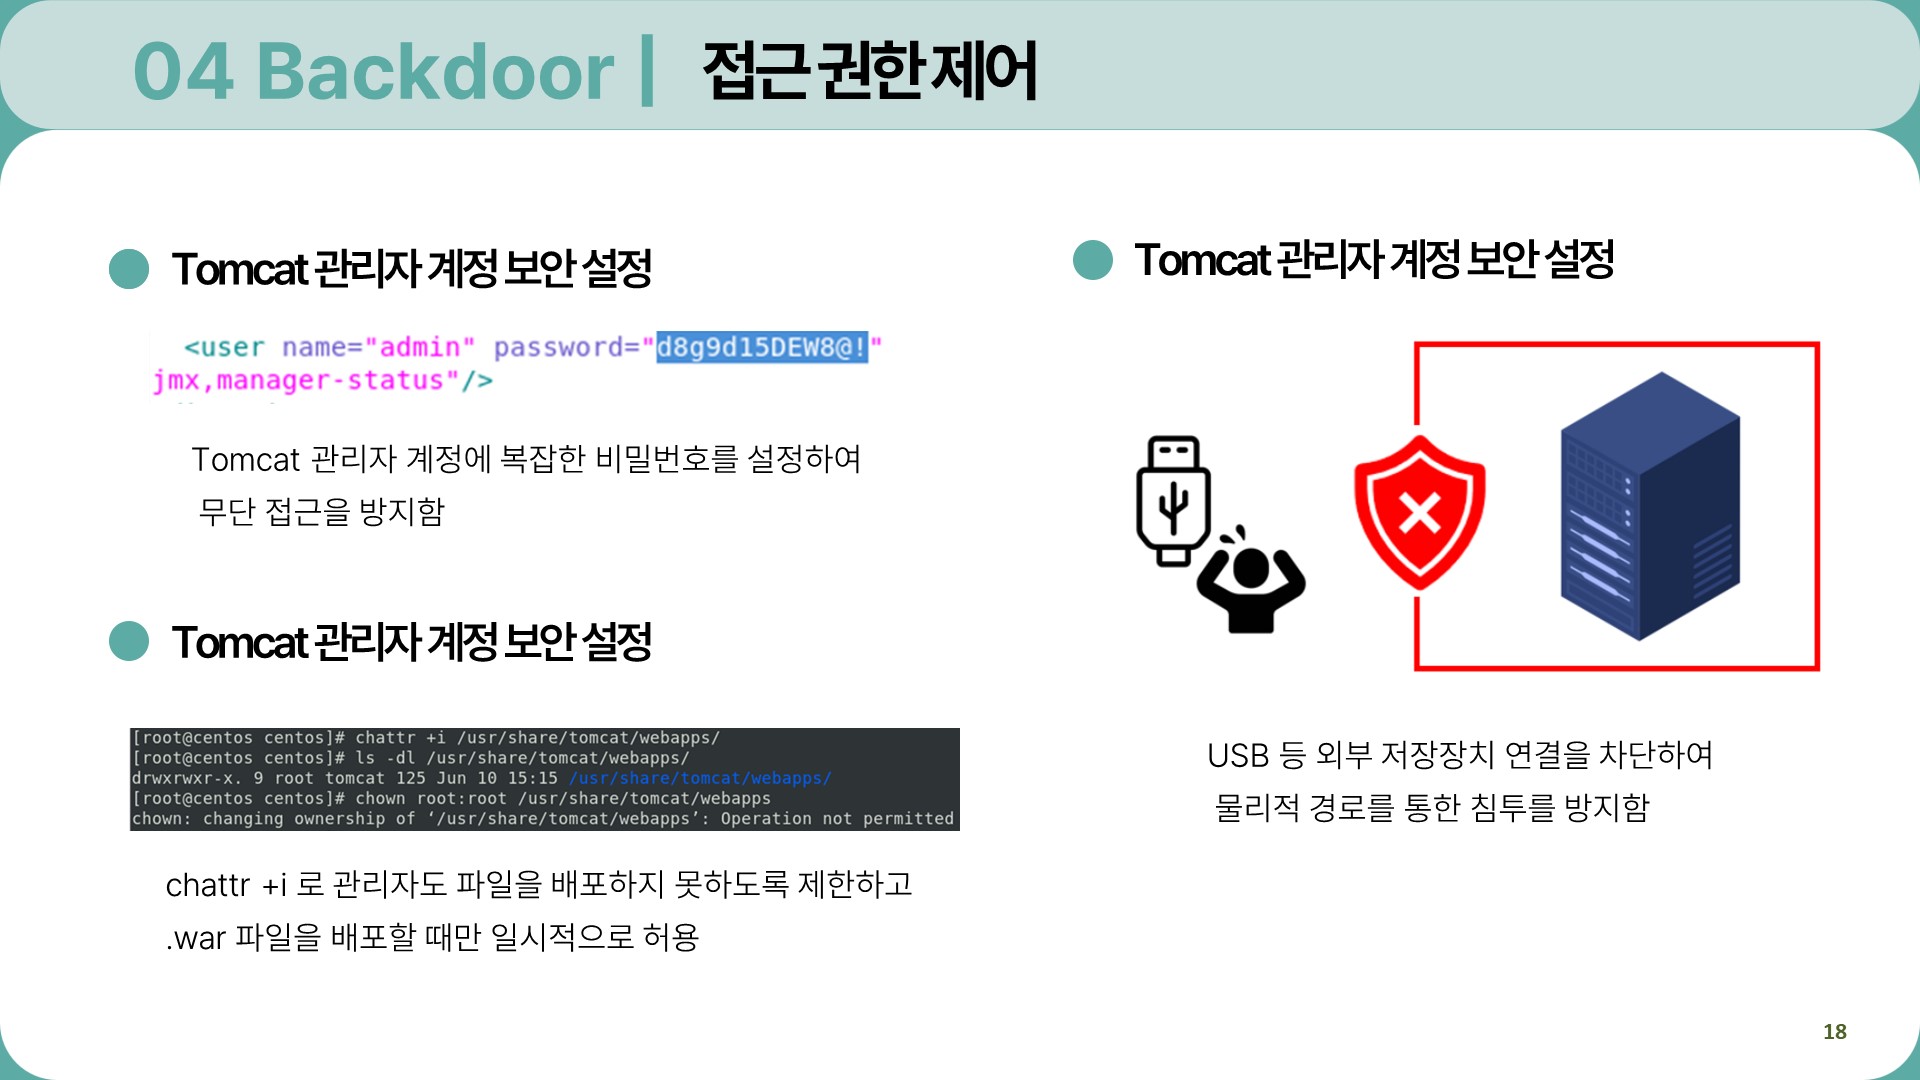 04 Backdoor | 접근 권한 제어
Tomcat 관리자 계정 보안 설정
<user name="admin" password="d8g9d15DEW8@!"
jmx,manager-status"/>
Tomcat 관리자 계정에 복잡한 비밀번호를 설정하여
무단 접근을 방지함
Tomcat 관리자 계정 보안 설정
[root@centos centos]# chattr +i /usr/share/tomcat/webapps/
[root@centos centos]# ls -dl /usr/share/tomcat/webapps/
drwxrwxr-x. 9 root tomcat 125 Jun 10 15:15 /usr/share/tomcat/webapps/
[root@centos centos]# chown root:root /usr/share/tomcat/webapps
chown: changing ownership of ‘/usr/share/tomcat/webapps’: Operation not permitted
chattr +i 로 관리자도 파일을 배포하지 못하도록 제한하고
.war 파일을 배포할 때만 일시적으로 허용
Tomcat 관리자 계정 보안 설정
USB 등 외부 저장장치 연결을 차단하여
물리적 경로를 통한 침투를 방지함
18